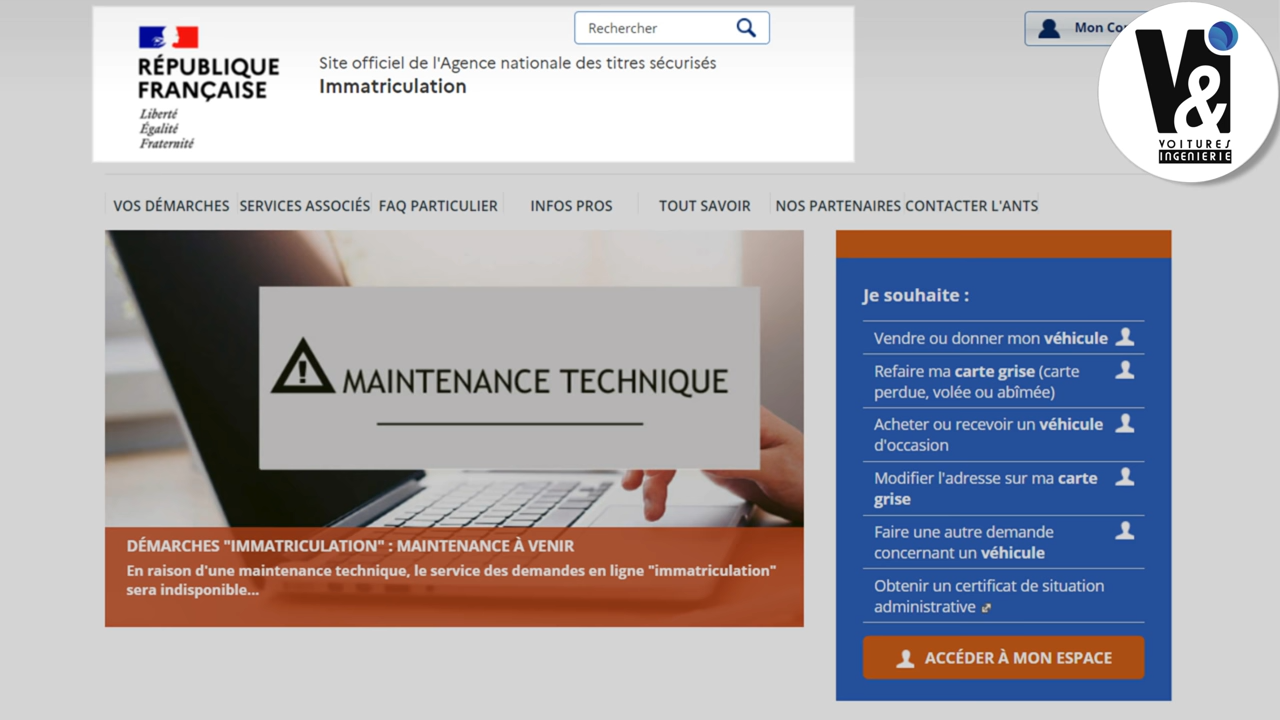 RÉPUBLIQUE
FRANÇAISE
Liberté
Égalité
Fraternité
Rechercher
Site officiel de l'Agence nationale des titres sécurisés
Immatriculation
Mon
V&i
VOITURES
INGENIERIE
VOS DÉMARCHES SERVICES ASSOCIÉS FAQ PARTICULIER INFOS PROS TOUT SAVOIR NOS PARTENAIRES CONTACTER L'ANTS
MAINTENANCE TECHNIQUE
DÉMARCHES "IMMATRICULATION" : MAINTENANCE À VENIR
En raison d'une maintenance technique, le service des demandes en ligne "immatriculation"
sera indisponible...
Je souhaite :
Vendre ou donner mon véhicule
Refaire ma carte grise (carte
perdue, volée ou abîmée)
Acheter ou recevoir un véhicule
d'occasion
Modifier l'adresse sur ma carte
grise
Faire une autre demande
concernant un véhicule
Obtenir un certificat de situation
administrative
ACCÉDER À MON ESPACE